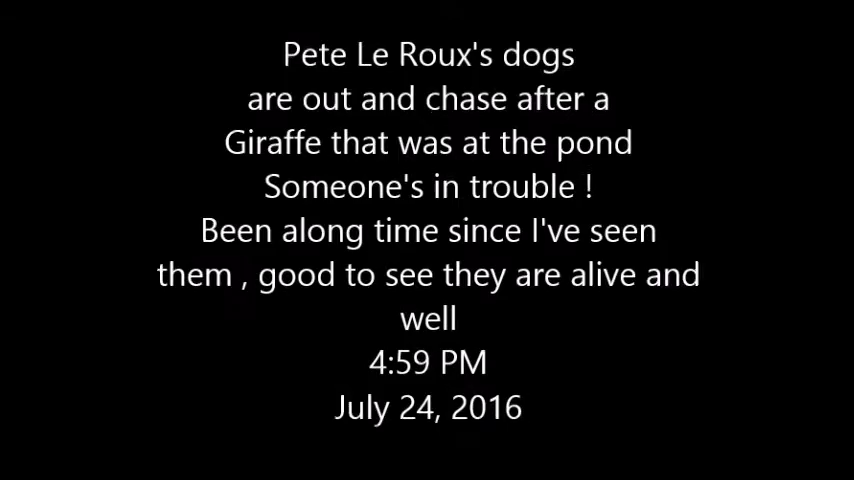 Pete Le Roux's dogs
are out and chase after a
Giraffe that was at the pond
Someone's in trouble !
Been along time since I've seen
them , good to see they are alive and
well
4:59 PM
July 24, 2016